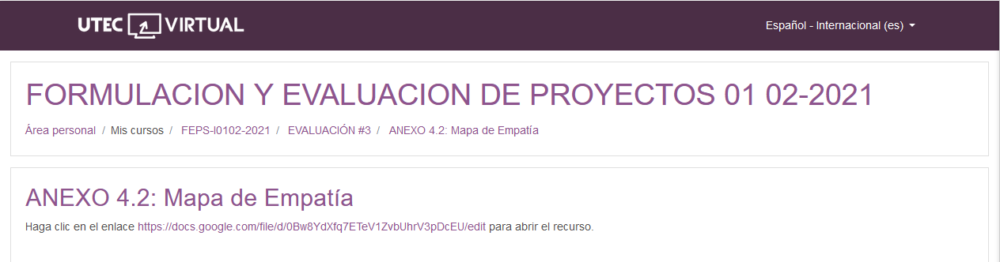 UTEC VIRTUAL
Español - Internacional (es)
FORMULACION Y EVALUACION DE PROYECTOS 01 02-2021
Área personal / Mis cursos / FEPS-I0102-2021 / EVALUACIÓN #3 / ANEXO 4.2: Mapa de Empatía
ANEXO 4.2: Mapa de Empatía
Haga clic en el enlace https://docs.google.com/file/d/0Bw8YdXfq7ETeV1ZvbUhrV3pDcEU/edit para abrir el recurso.